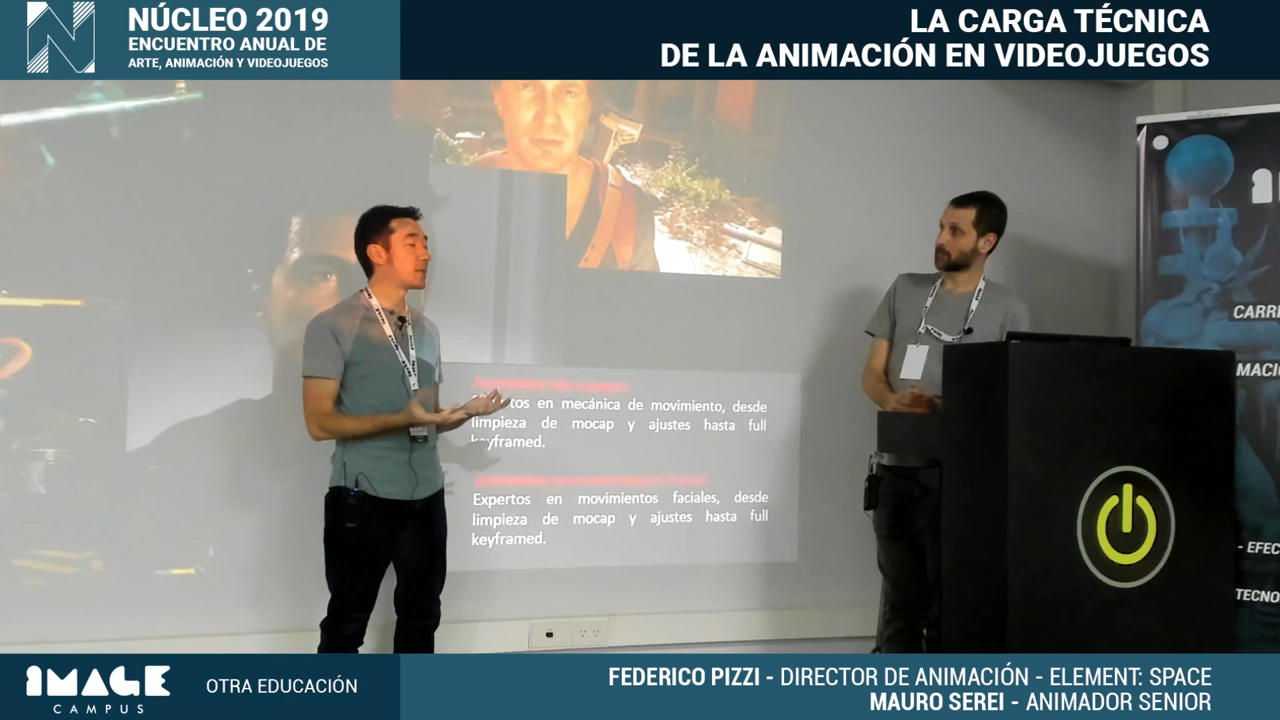 NÚCLEO 2019
ENCUENTRO ANUAL DE
ARTE, ANIMACIÓN Y VIDEOJUEGOS
LA CARGA TÉCNICA
DE LA ANIMACIÓN EN VIDEOJUEGOS
tos en mecánica de movimiento, desde
limpieza de mocap y ajustes hasta full
keyframed.
Expertos en movimientos faciales, desde
limpieza de mocap y ajustes hasta full
keyframed.
CARR
MACIÓ
- EFEC
TECNO
IMAGE
CAMPUS
OTRA EDUCACIÓN
FEDERICO PIZZI - DIRECTOR DE ANIMACIÓN - ELEMENT: SPACE
MAURO SEREI - ANIMADOR SENIOR